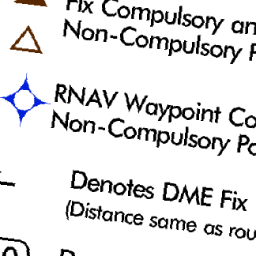 Fix Compulsory an
Non-Compulsory
RNAV Waypoint Co
Non-Compulsory Po
Denotes DME Fix
(Distance same as rou